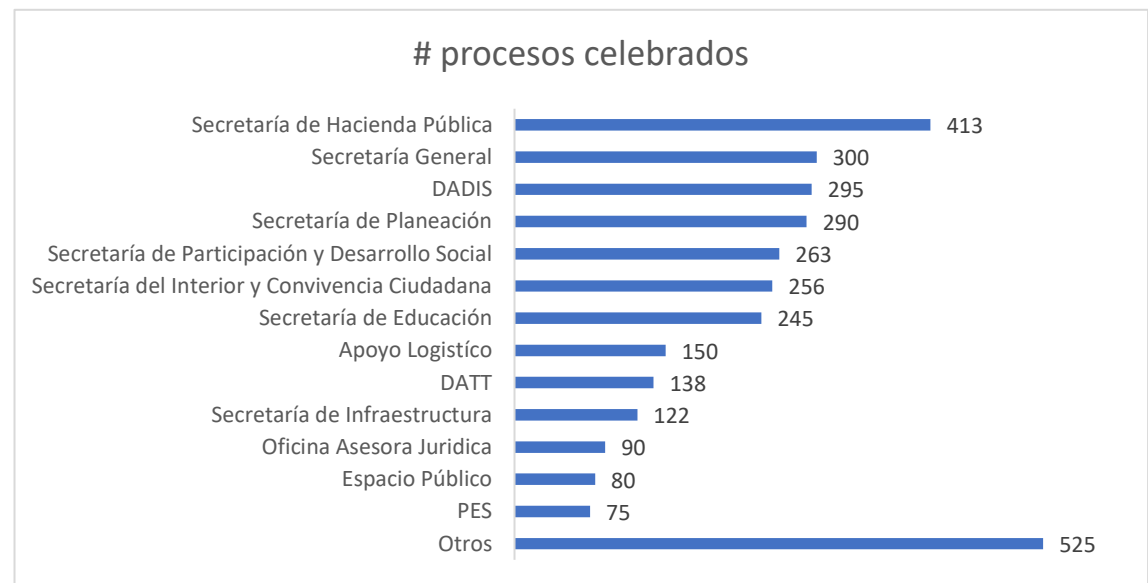 # procesos celebrados
Secretaría de Hacienda Pública 413
Secretaría General 300
DADIS 295
Secretaría de Planeación 290
Secretaría de Participación y Desarrollo Social 263
Secretaría del Interior y Convivencia Ciudadana 256
Secretaría de Educación 245
Apoyo Logistíco 150
DATT 138
Secretaría de Infraestructura 122
Oficina Asesora Juridica 90
Espacio Público 80
PES 75
Otros 525